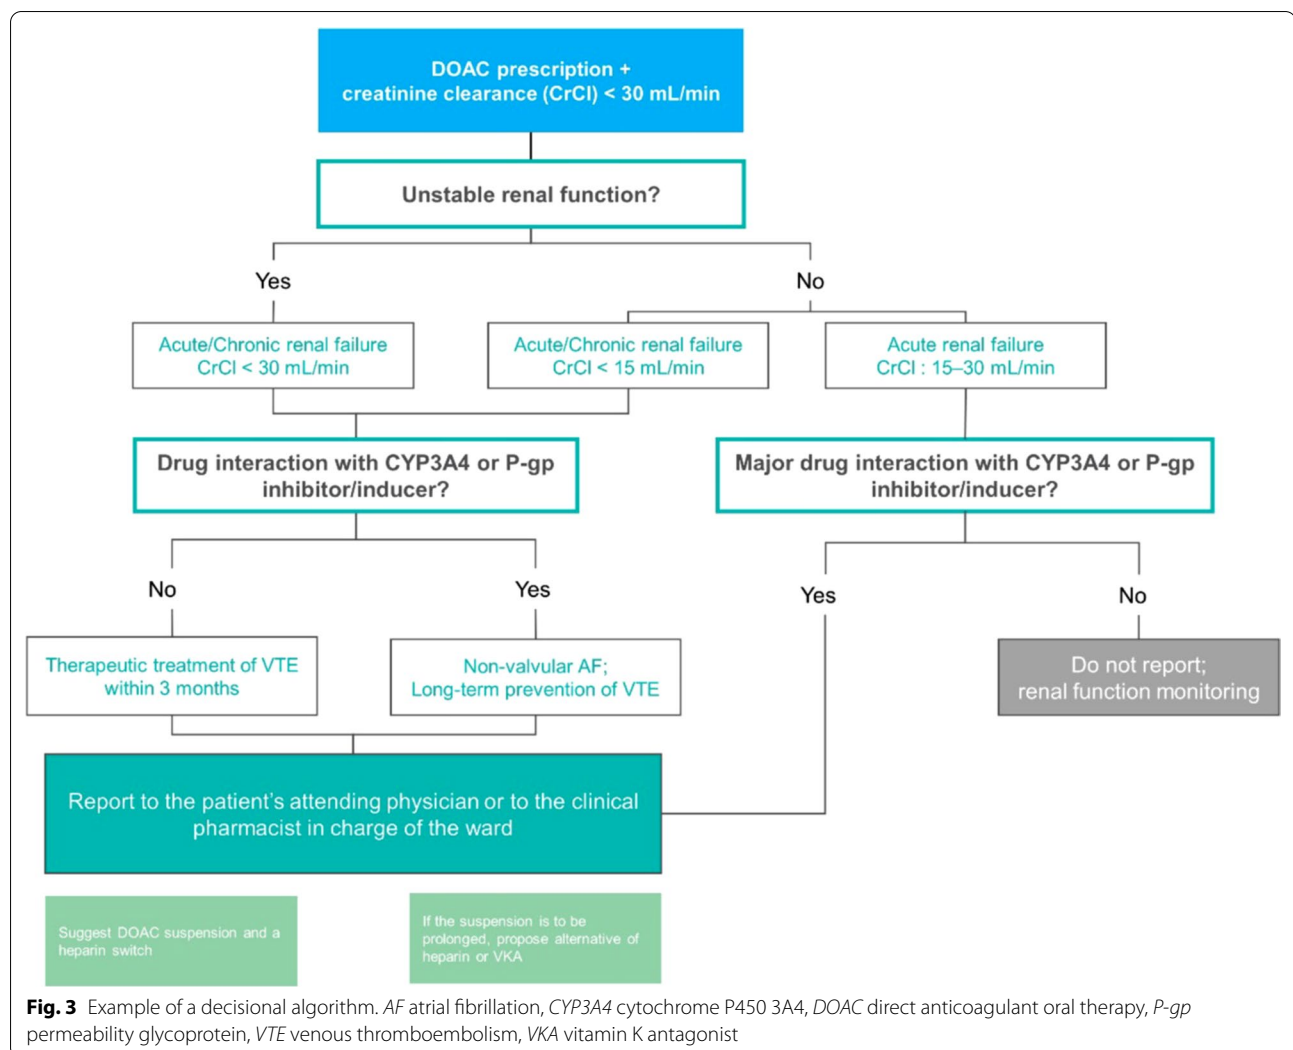 DOAC prescription +
creatinine clearance (CrCl) < 30 mL/min
Unstable renal function?
Yes
No
Acute/Chronic renal failure
CrCl < 30 mL/min
Acute/Chronic renal failure
CrCl < 15 mL/min
Acute renal failure
CrCl : 15–30 mL/min
Drug interaction with CYP3A4 or P-gp
inhibitor/inducer?
Major drug interaction with CYP3A4 or P-gp
inhibitor/inducer?
No
Yes
Yes
No
Therapeutic treatment of VTE
within 3 months
Non-valvular AF;
Long-term prevention of VTE
Do not report;
renal function monitoring
Report to the patient's attending physician or to the clinical
pharmacist in charge of the ward
Suggest DOAC suspension and a
heparin switch
If the suspension is to be
prolonged, propose alternative of
heparin or VKA
Fig. 3 Example of a decisional algorithm. AF atrial fibrillation, CYP3A4 cytochrome P450 3A4, DOAC direct anticoagulant oral therapy, P-gp
permeability glycoprotein, VTE venous thromboembolism, VKA vitamin K antagonist